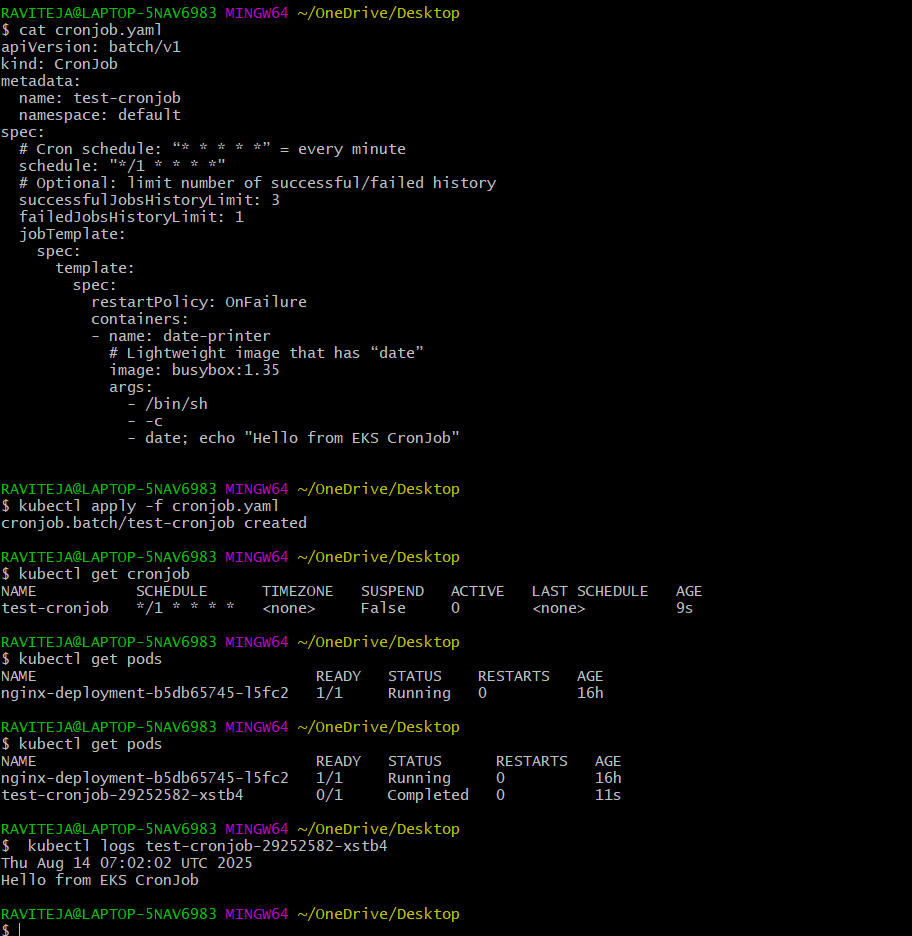 RAVITEJA@LAPTOP-5NAV6983 MINGW64 ~/OneDrive/Desktop
$ cat cronjob.yaml
apiVersion: batch/v1
kind: CronJob
metadata:
  name: test-cronjob
  namespace: default
spec:
  # Cron schedule: “* * * * *” = every minute
  schedule: "*/1 * * * *"
  # Optional: limit number of successful/failed history
  successfulJobsHistoryLimit: 3
  failedJobsHistoryLimit: 1
  jobTemplate:
    spec:
      template:
        spec:
          restartPolicy: OnFailure
          containers:
          - name: date-printer
            # Lightweight image that has “date”
            image: busybox:1.35
            args:
              - /bin/sh
              - -c
              - date; echo "Hello from EKS CronJob"
RAVITEJA@LAPTOP-5NAV6983 MINGW64 ~/OneDrive/Desktop
$ kubectl apply -f cronjob.yaml
cronjob.batch/test-cronjob created
RAVITEJA@LAPTOP-5NAV6983 MINGW64 ~/OneDrive/Desktop
$ kubectl get cronjob
NAME           SCHEDULE      TIMEZONE   SUSPEND   ACTIVE   LAST SCHEDULE   AGE
test-cronjob   */1 * * * *   <none>     False     0        <none>          9s
RAVITEJA@LAPTOP-5NAV6983 MINGW64 ~/OneDrive/Desktop
$ kubectl get pods
NAME                               READY   STATUS    RESTARTS   AGE
nginx-deployment-b5db65745-l5fc2   1/1     Running   0          16h
RAVITEJA@LAPTOP-5NAV6983 MINGW64 ~/OneDrive/Desktop
$ kubectl get pods
NAME                               READY   STATUS      RESTARTS   AGE
nginx-deployment-b5db65745-l5fc2   1/1     Running     0          16h
test-cronjob-29252582-xstb4        0/1     Completed   0          11s
RAVITEJA@LAPTOP-5NAV6983 MINGW64 ~/OneDrive/Desktop
$  kubectl logs test-cronjob-29252582-xstb4
Thu Aug 14 07:02:02 UTC 2025
Hello from EKS CronJob
RAVITEJA@LAPTOP-5NAV6983 MINGW64 ~/OneDrive/Desktop
$